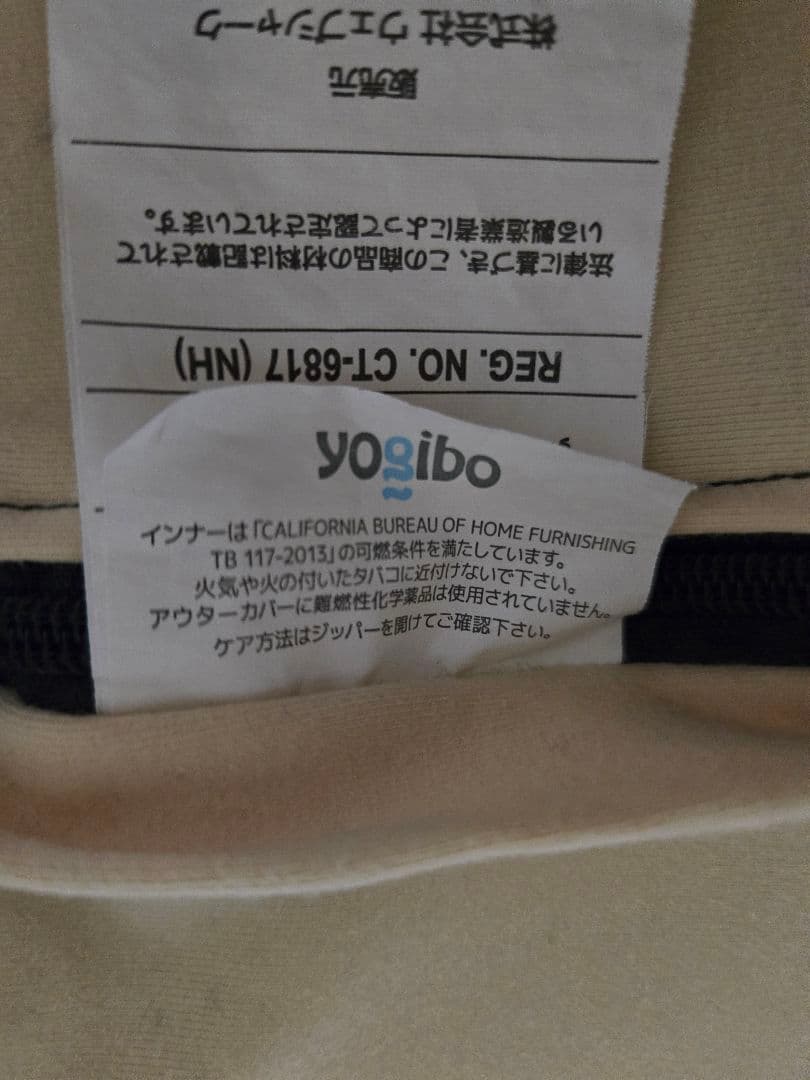 株式会社 ウェブシャーク
販売元
法律に基づき、この商品の材料は記載されて
いる製造業者によって認定されています。
REG. NO. CT-6817 (NH)
yogibo
インナーは「CALIFORNIA BUREAU OF HOME FURNISHING
TB 117-2013」の可燃条件を満たしています。
火気や火の付いたタバコに近付けないで下さい。
アウターカバーに難燃性化学薬品は使用されていません。
ケア方法はジッパーを開けてご確認下さい。